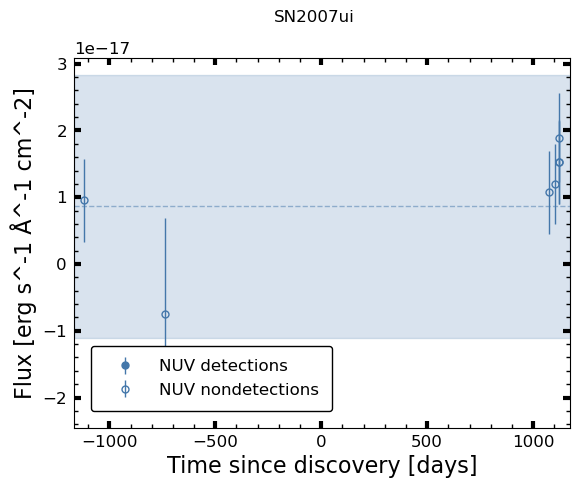 SN2007ui
1e−17
3
2
1
0
−1
−2
Flux [erg s^-1 Å^-1 cm^-2]
NUV detections
NUV nondetections
−1000 −500 0 500 1000
Time since discovery [days]